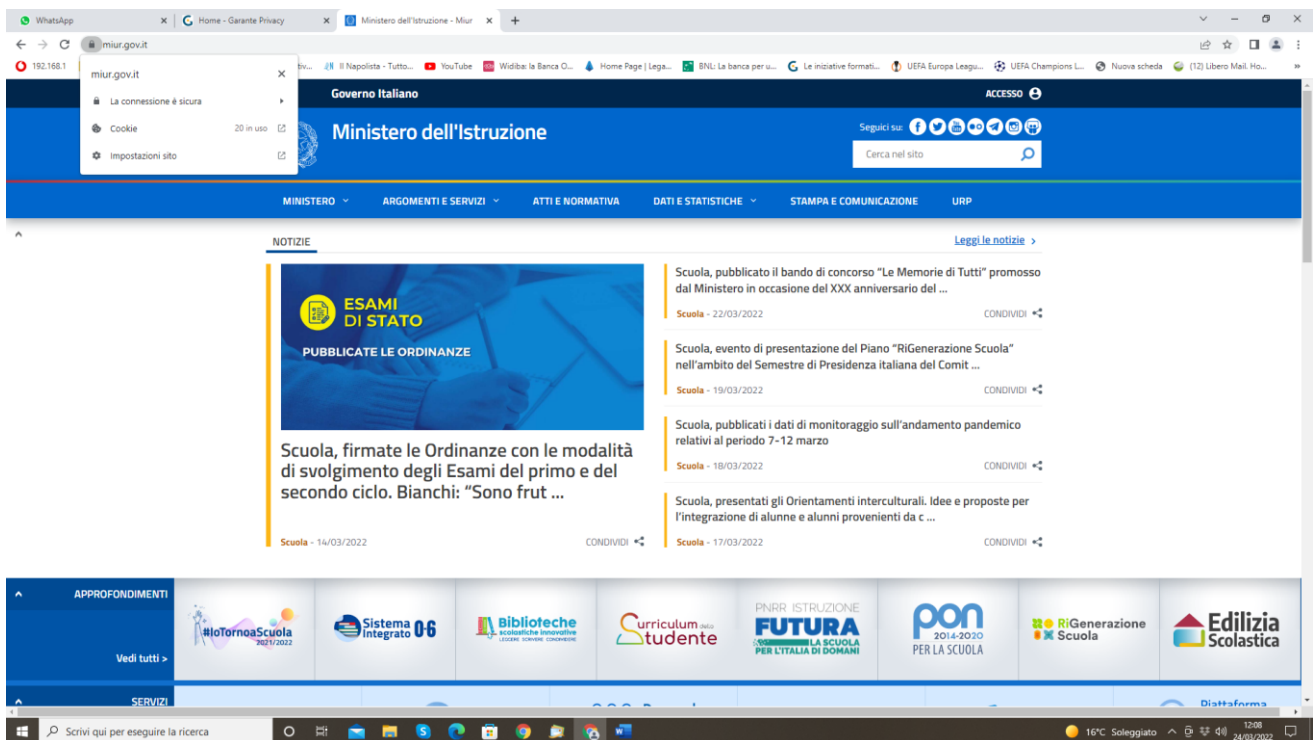 WhatsApp
Home - Garante Privacy
Ministero dell'Istruzione - Miur
miur.gov.it
192.168.1
Il Napolista - Tutto...
YouTube
Widiba: la Banca O...
Home Page | Lega...
BNL: La banca per u...
Le iniziative formati...
UEFA Europa Leagu...
UEFA Champions L...
Nuova scheda
(12) Libero Mail. Ho...
miur.gov.it
La connessione è sicura
Cookie
20 in uso
Impostazioni sito
Governo Italiano
ACCESSO
Ministero dell'Istruzione
Seguici su:
Cerca nel sito
MINISTERO
ARGOMENTI E SERVIZI
ATTI E NORMATIVA
DATI E STATISTICHE
STAMPA E COMUNICAZIONE
URP
NOTIZIE
Leggi le notizie >
ESAMI
DI STATO
PUBBLICATE LE ORDINANZE
Scuola, firmate le Ordinanze con le modalità
di svolgimento degli Esami del primo e del
secondo ciclo. Bianchi: “Sono frut ...
Scuola - 14/03/2022
CONDIVIDI
Scuola, pubblicato il bando di concorso “Le Memorie di Tutti” promosso
dal Ministero in occasione del XXX anniversario del ...
Scuola - 22/03/2022
CONDIVIDI
Scuola, evento di presentazione del Piano “RiGenerazione Scuola”
nell’ambito del Semestre di Presidenza italiana del Comit ...
Scuola - 19/03/2022
CONDIVIDI
Scuola, pubblicati i dati di monitoraggio sull’andamento pandemico
relativi al periodo 7-12 marzo
Scuola - 18/03/2022
CONDIVIDI
Scuola, presentati gli Orientamenti interculturali. Idee e proposte per
l’integrazione di alunne e alunni provenienti da c ...
Scuola - 17/03/2022
CONDIVIDI
APPROFONDIMENTI
Vedi tutti >
#IoTornoaScuola
2021/2022
Sistema
Integrato 0-6
Biblioteche
scolastiche innovative
LEGGERE SCRIVERE CONDIVIDERE
Curriculum dello
Studente
PNRR ISTRUZIONE
FUTURA
LA SCUOLA
PER L'ITALIA DI DOMANI
pon
2014-2020
PER LA SCUOLA
RiGenerazione
Scuola
Edilizia
Scolastica
SERVIZI
Piattaforma
Scrivi qui per eseguire la ricerca
16°C Soleggiato
12:08
24/03/2022